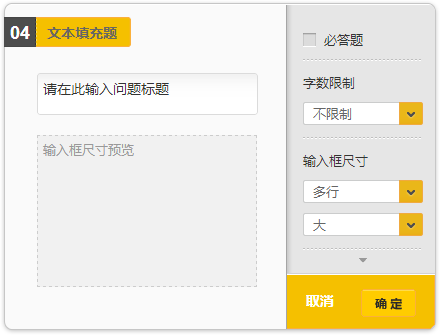 04 文本填充题
请在此输入问题标题
输入框尺寸预览
必答题
字数限制
不限制
输入框尺寸
多行
大
取消 确定